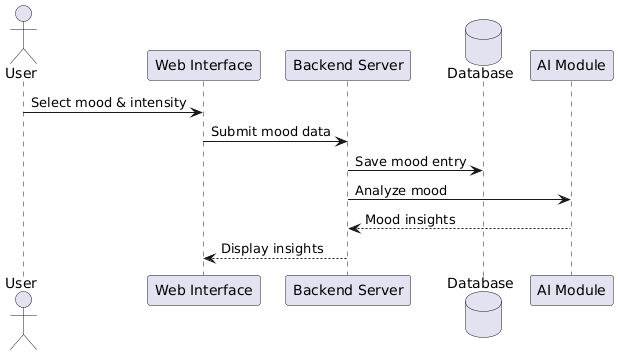 User
Web Interface
Backend Server
Database
AI Module
Select mood & intensity
Submit mood data
Save mood entry
Analyze mood
Mood insights
Display insights
User
Web Interface
Backend Server
Database
AI Module